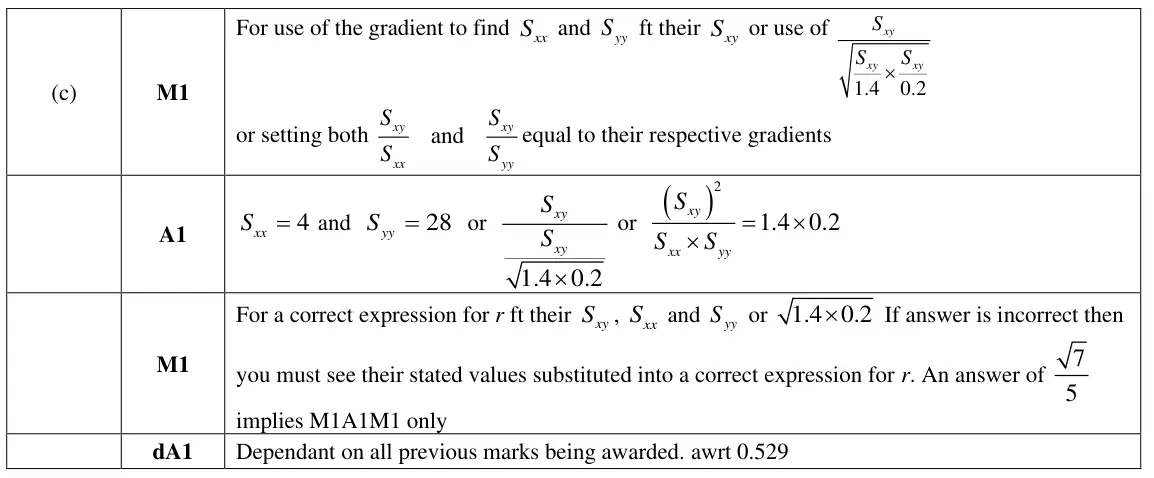 (c) M1 For use of the gradient to find S_xx and S_yy ft their S_xy or use of S_xy / √(S_xy/1.4 × S_xy/0.2)
or setting both S_xy/S_xx and S_xy/S_yy equal to their respective gradients
A1 S_xx = 4 and S_yy = 28 or S_xy / (S_xy/√(1.4×0.2)) or (S_xy)²/(S_xx × S_yy) = 1.4×0.2
M1 For a correct expression for r ft their S_xy , S_xx and S_yy or √(1.4×0.2) If answer is incorrect then
you must see their stated values substituted into a correct expression for r. An answer of √7/5
implies M1A1M1 only
dA1 Dependant on all previous marks being awarded. awrt 0.529